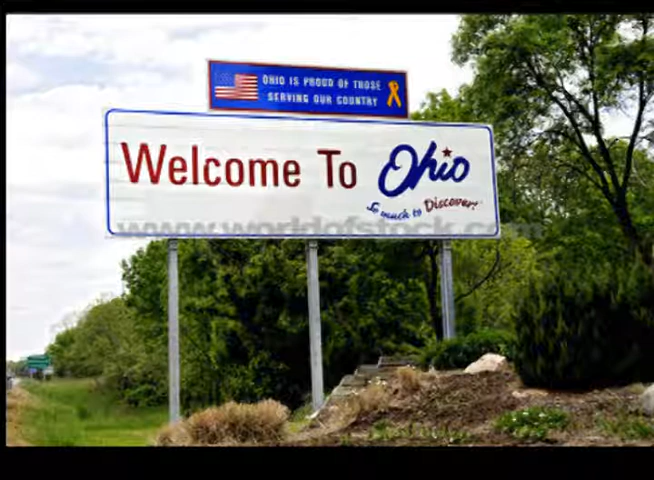 OHIO IS PROUD OF THOSE
SERVING OUR COUNTRY
Welcome To Ohio
So much to Discover!
www.worldofstock.com